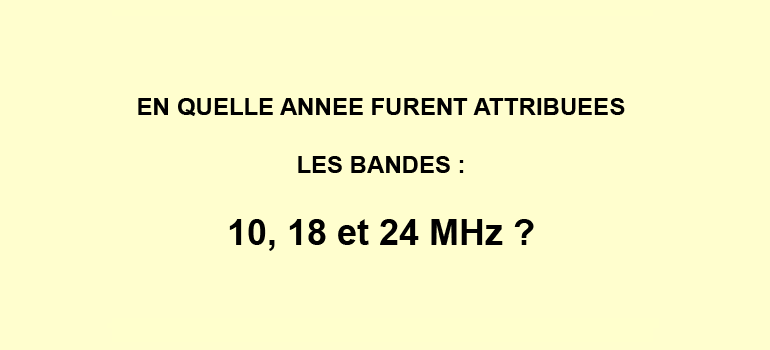 EN QUELLE ANNEE FURENT ATTRIBUEES
LES BANDES :
10, 18 et 24 MHz ?